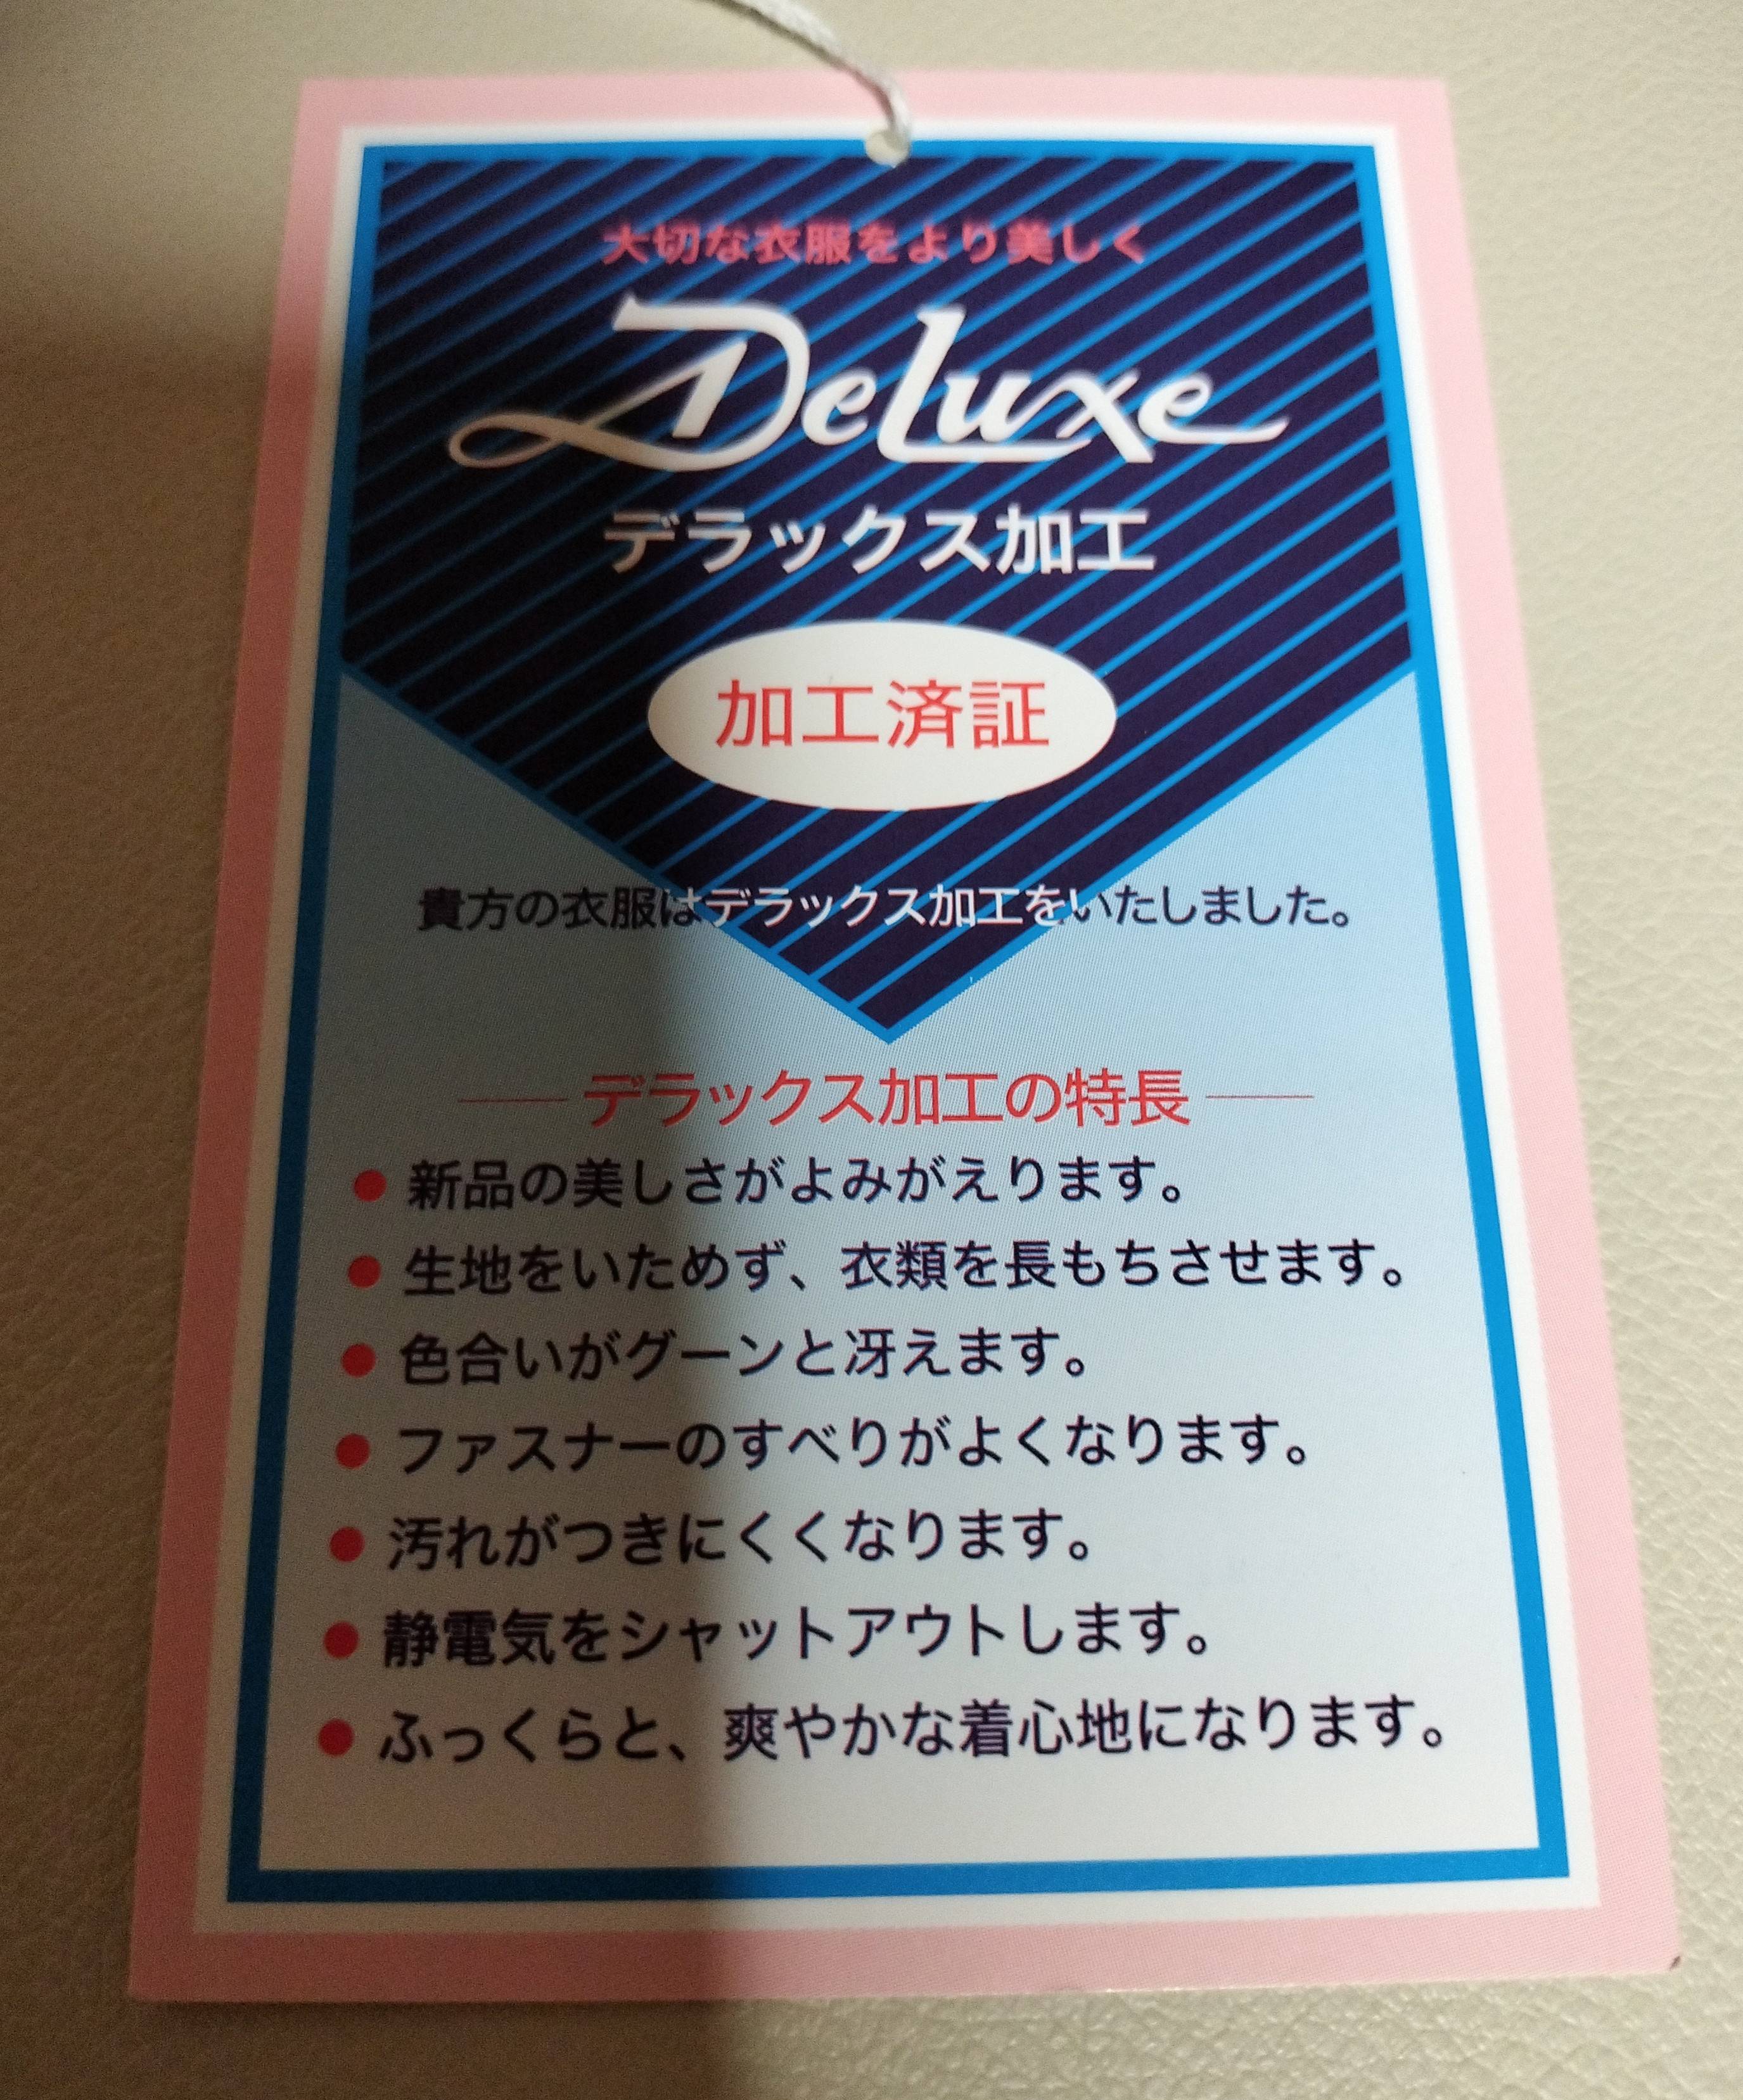 大切な衣服をより美しく
DeLuxe
デラックス加工
加工済証
貴方の衣服はデラックス加工をいたしました。
デラックス加工の特長
● 新品の美しさがよみがえります。
● 生地をいためず、衣類を長もちさせます。
● 色合いがグーンと冴えます。
● ファスナーのすべりがよくなります。
● 汚れがつきにくくなります。
● 静電気をシャットアウトします。
● ふっくらと、爽やかな着心地になります。